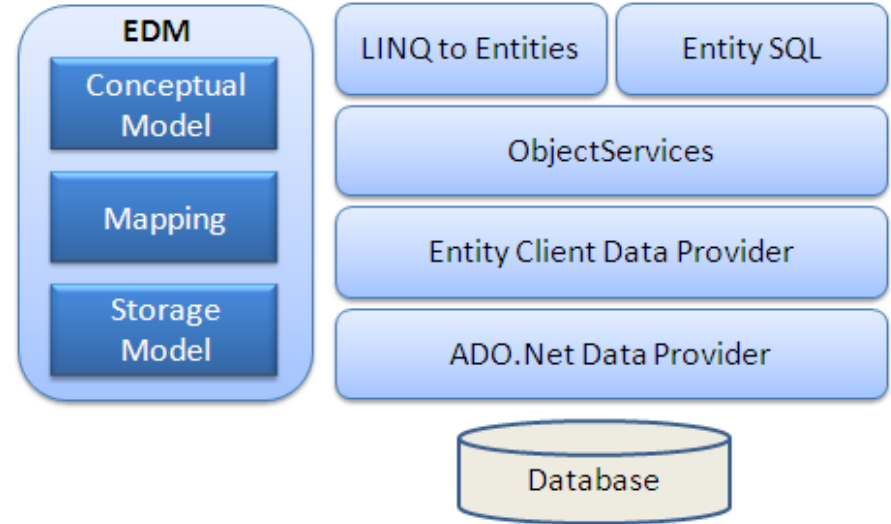 EDM
Conceptual
Model
Mapping
Storage
Model
LINQ to Entities
Entity SQL
ObjectServices
Entity Client Data Provider
ADO.Net Data Provider
Database